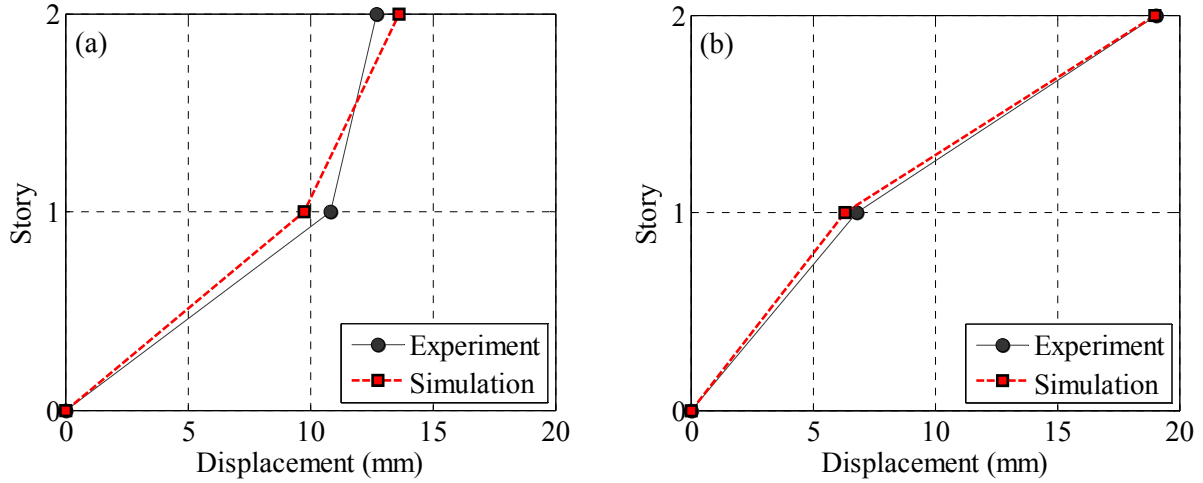 (a)
2
1
0
Story
0 5 10 15 20
Displacement (mm)
Experiment
Simulation
(b)
2
1
0
Story
0 5 10 15 20
Displacement (mm)
Experiment
Simulation